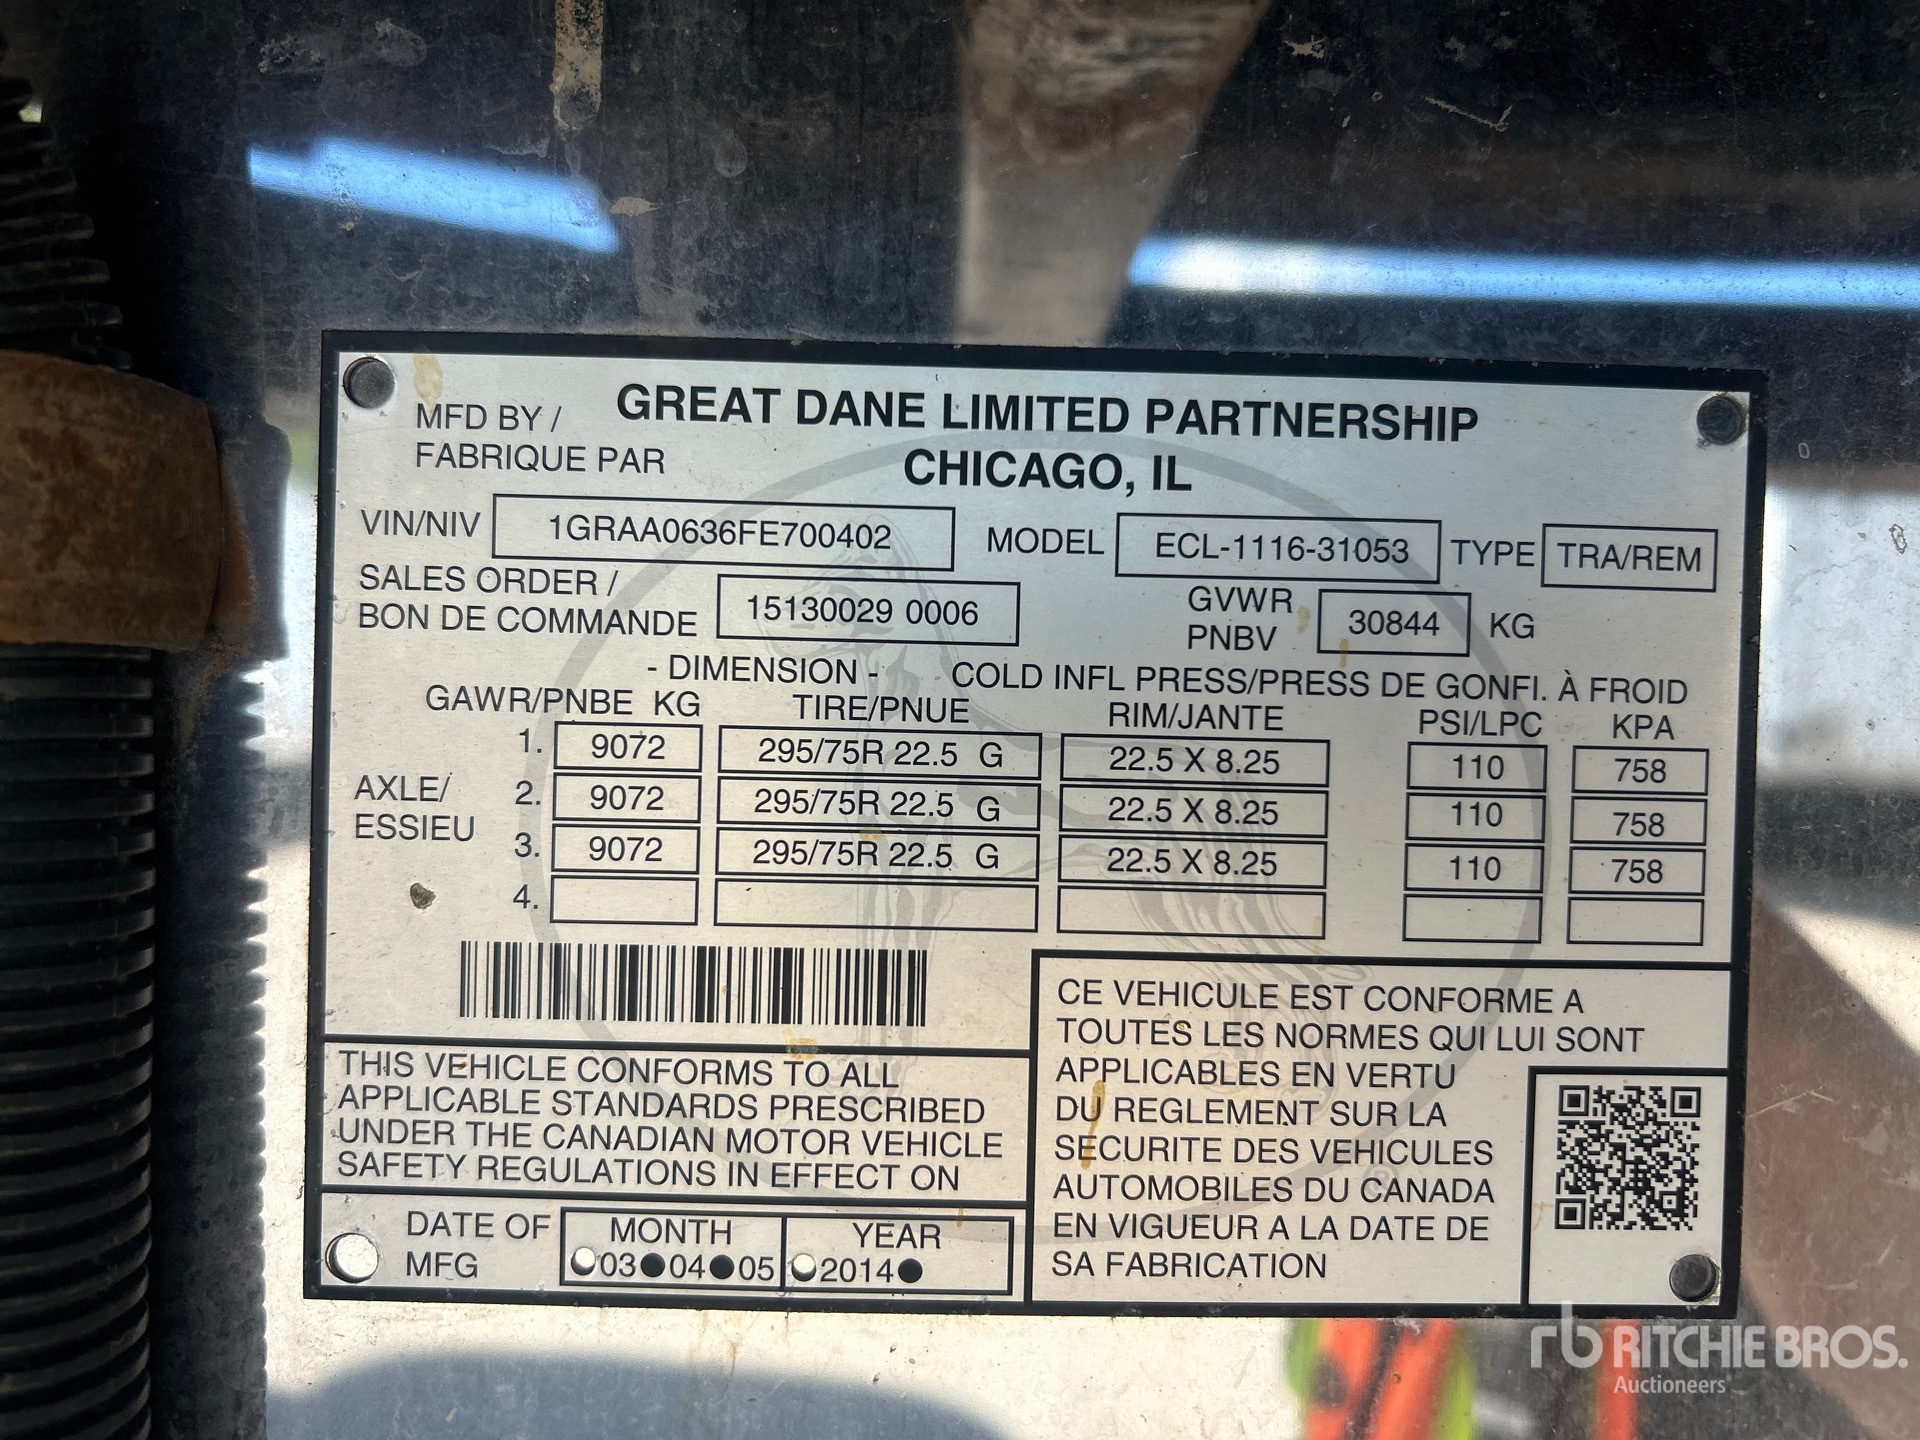 MFD BY / GREAT DANE LIMITED PARTNERSHIP
FABRIQUE PAR CHICAGO, IL
VIN/NIV 1GRAA0636FE700402 MODEL ECL-1116-31053 TYPE TRA/REM
SALES ORDER /
BON DE COMMANDE 15130029 0006 GVWR
PNBV 30844 KG
- DIMENSION - COLD INFL PRESS/PRESS DE GONFI. À FROID
GAWR/PNBE KG TIRE/PNUE RIM/JANTE PSI/LPC KPA
AXLE/
ESSIEU
1. 9072 295/75R 22.5 G 22.5 X 8.25 110 758
2. 9072 295/75R 22.5 G 22.5 X 8.25 110 758
3. 9072 295/75R 22.5 G 22.5 X 8.25 110 758
4.
THIS VEHICLE CONFORMS TO ALL
APPLICABLE STANDARDS PRESCRIBED
UNDER THE CANADIAN MOTOR VEHICLE
SAFETY REGULATIONS IN EFFECT ON
DATE OF
MFG
MONTH YEAR
03 04 05 2014
CE VEHICULE EST CONFORME A
TOUTES LES NORMES QUI LUI SONT
APPLICABLES EN VERTU
DU REGLEMENT SUR LA
SECURITE DES VEHICULES
AUTOMOBILES DU CANADA
EN VIGUEUR A LA DATE DE
SA FABRICATION
®
rb RITCHIE BROS.
Auctioneers